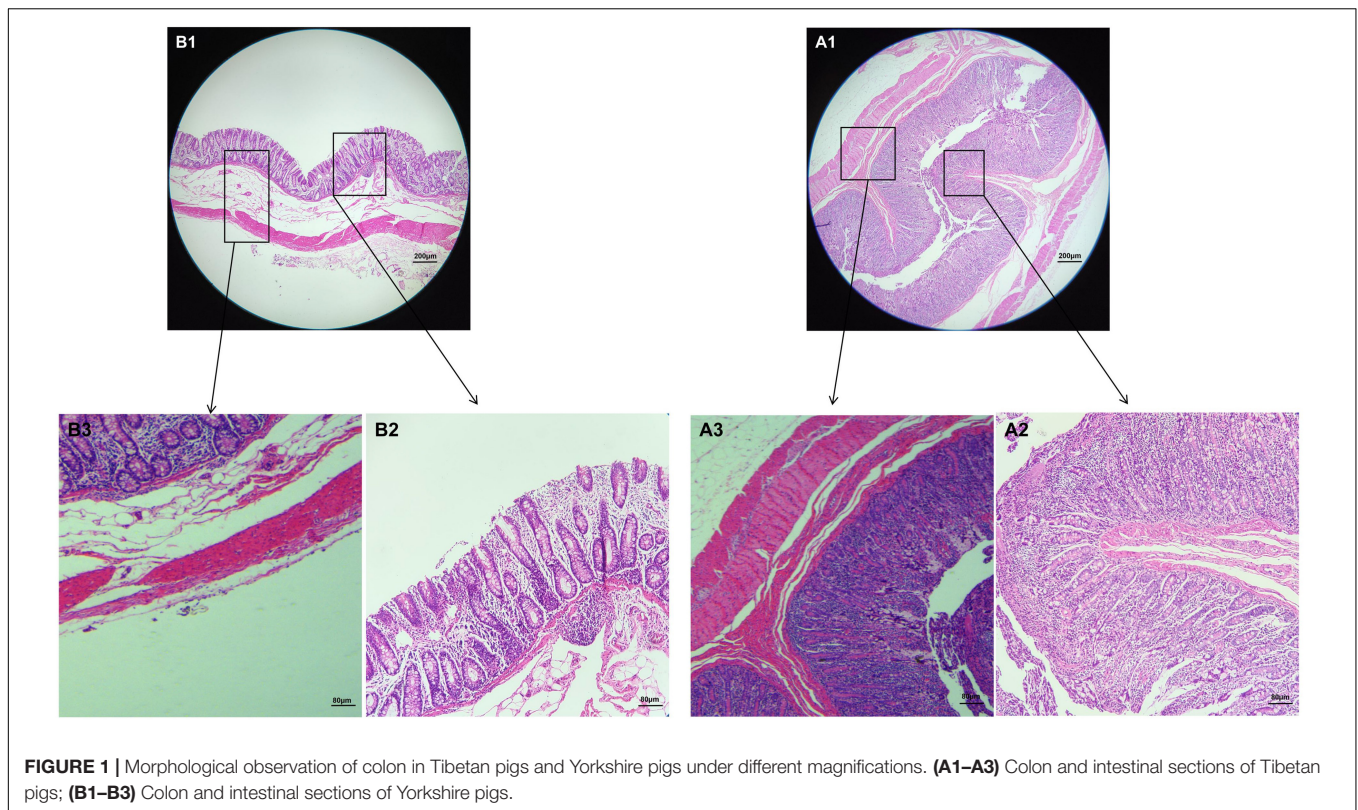 B1
200µm
A1
200µm
B3
80µm
B2
80µm
A3
80µm
A2
80µm
FIGURE 1 | Morphological observation of colon in Tibetan pigs and Yorkshire pigs under different magnifications. (A1–A3) Colon and intestinal sections of Tibetan
pigs; (B1–B3) Colon and intestinal sections of Yorkshire pigs.